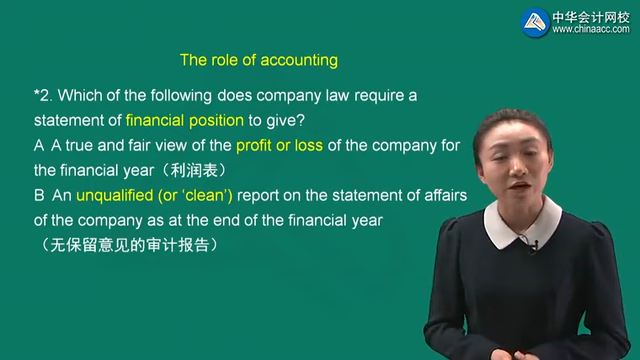 中华会计网校
www.chinaacc.com
The role of accounting
*2. Which of the following does company law require a
statement of financial position to give?
A A true and fair view of the profit or loss of the company for
the financial year（利润表）
B An unqualified (or ‘clean’) report on the statement of affairs
of the company as at the end of the financial year
（无保留意见的审计报告）